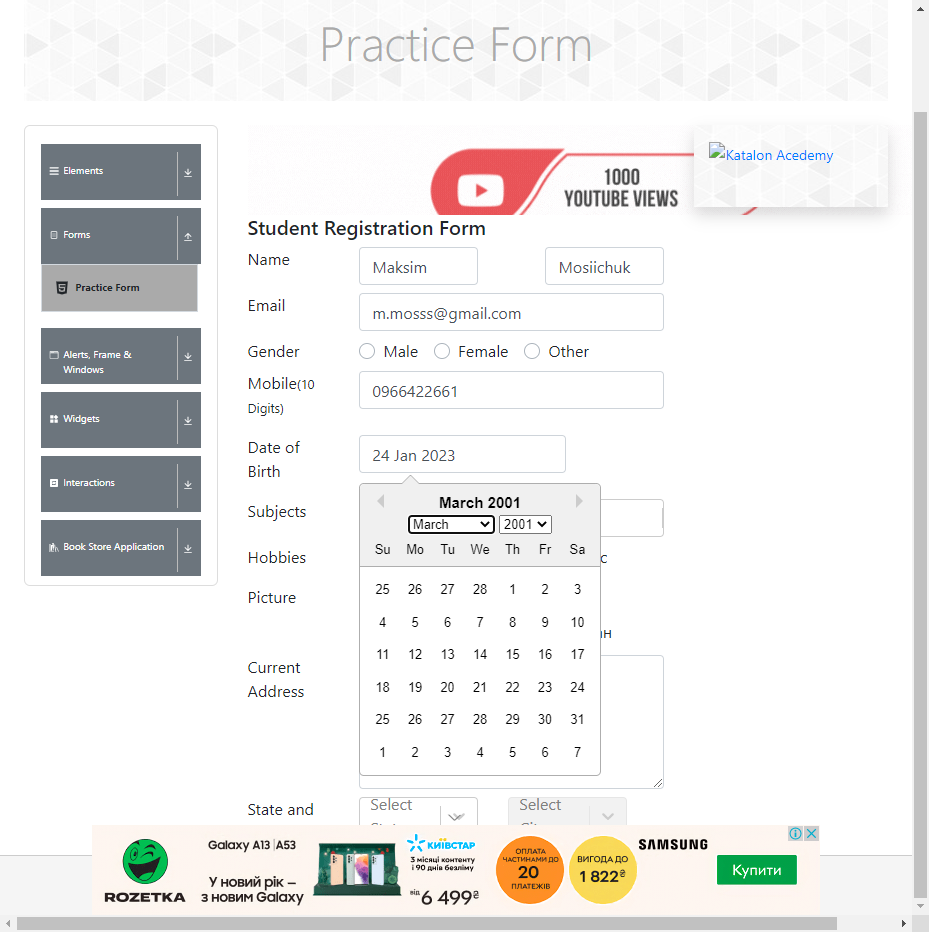 Practice Form
Elements
Forms
Practice Form
Alerts, Frame &
Windows
Widgets
Interactions
Book Store Application
1000
YOUTUBE VIEWS
Katalon Acedemy
Student Registration Form
Name
Maksim
Mosiichuk
Email
m.mosss@gmail.com
Gender
Male
Female
Other
Mobile(10
Digits)
0966422661
Date of
Birth
24 Jan 2023
March 2001
March
2001
Su Mo Tu We Th Fr Sa
25 26 27 28 1 2 3
4 5 6 7 8 9 10
11 12 13 14 15 16 17
18 19 20 21 22 23 24
25 26 27 28 29 30 31
1 2 3 4 5 6 7
Subjects
Hobbies
c
Picture
ин
Current
Address
State and
Select
Select
ROZETKA
Galaxy A13 | A53
У новий рік –
з новим Galaxy
КИЇВСТАР
3 місяці контенту
і 90 днів безліму
від 6 499₴
ОПЛАТА
ЧАСТИНАМИ ДО
20
ПЛАТЕЖІВ
ВИГОДА ДО
1 822₴
SAMSUNG
Купити